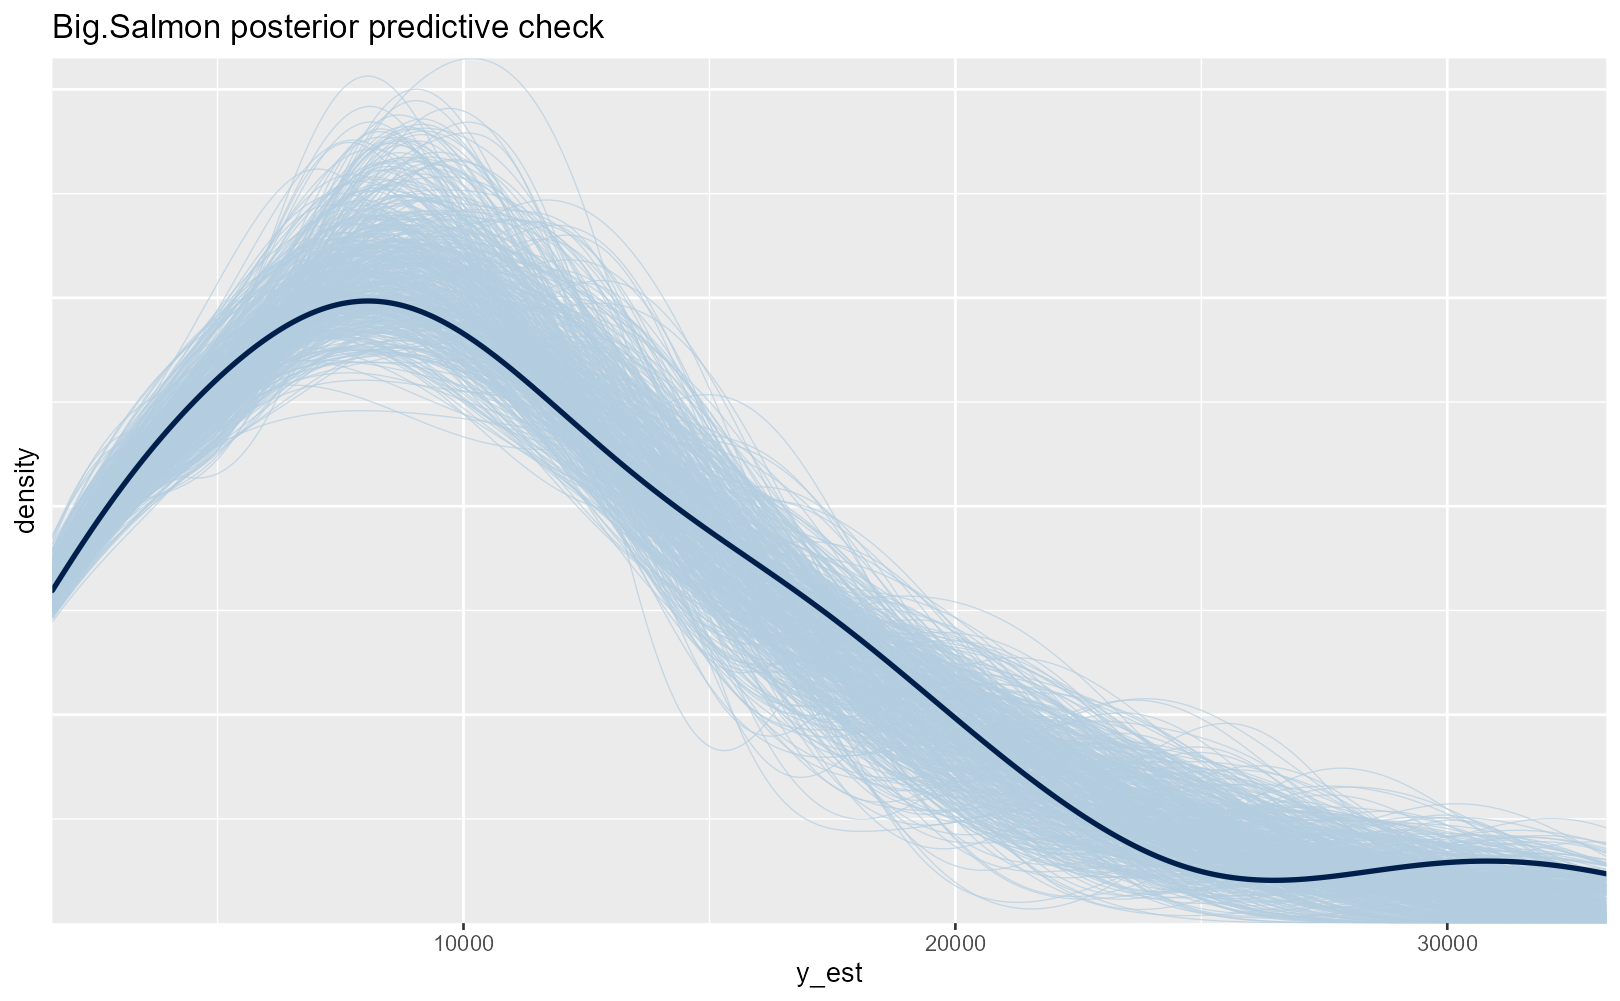 Big.Salmon posterior predictive check
density
10000
20000
30000
y_est